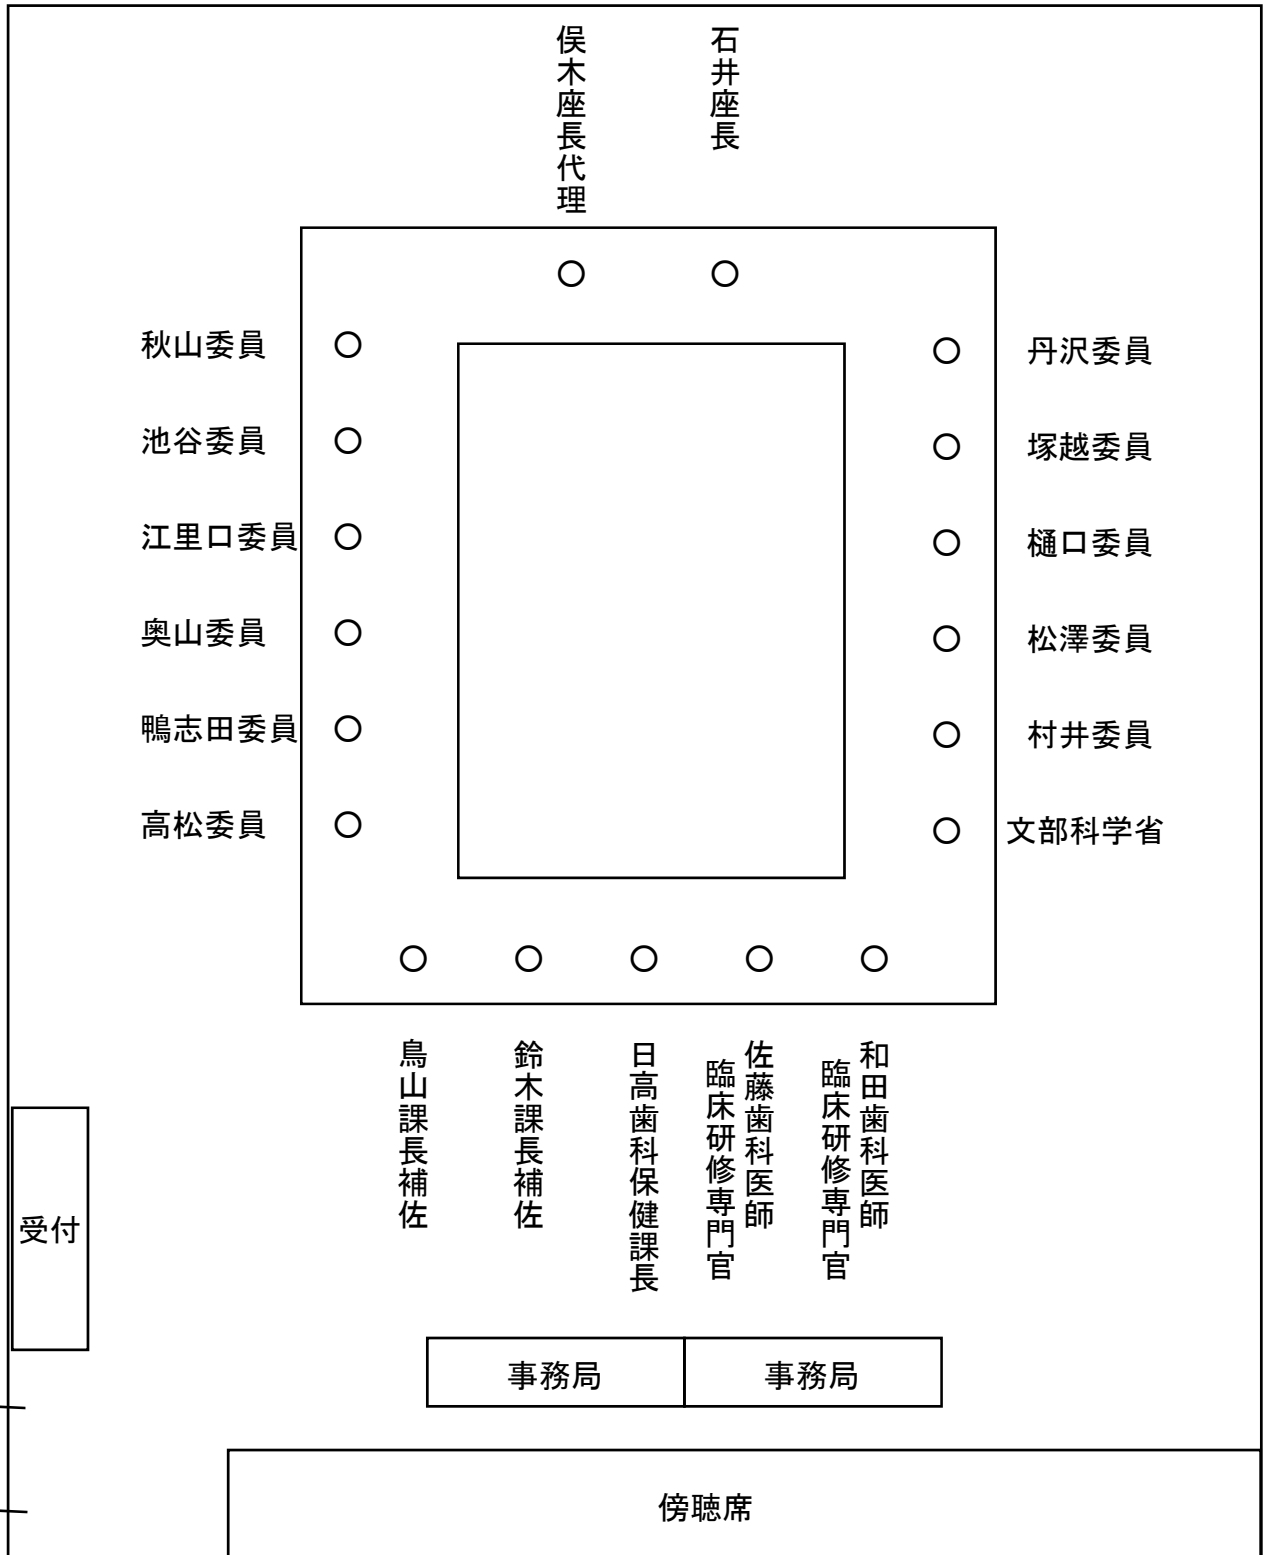 俣木座長代理
石井座長
秋山委員
池谷委員
江里口委員
奥山委員
鴨志田委員
高松委員
丹沢委員
塚越委員
樋口委員
松澤委員
村井委員
文部科学省
鳥山課長補佐
鈴木課長補佐
日高歯科保健課長
佐藤歯科医師
臨床研修専門官
和田歯科医師
臨床研修専門官
受付
事務局
事務局
傍聴席